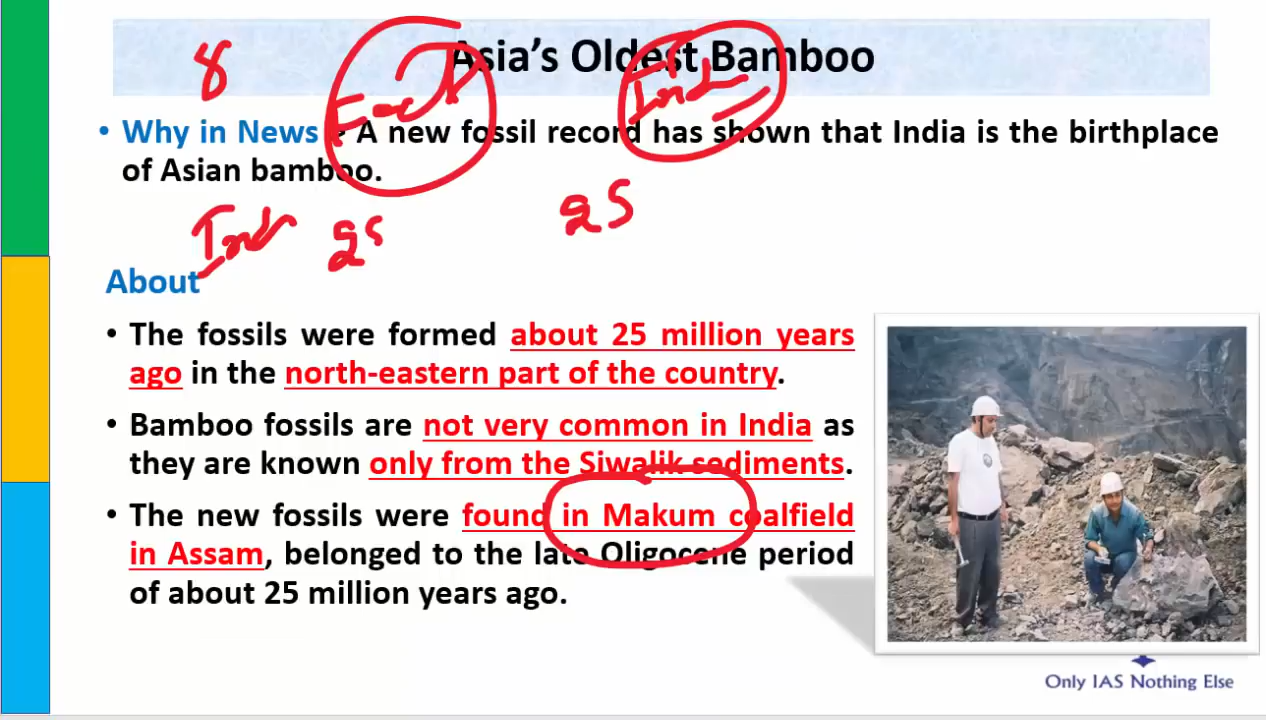 Asia's Oldest Bamboo
8
• Why in News > A new fossil record has shown that India is the birthplace
of Asian bamboo.
25
25
About
• The fossils were formed about 25 million years
ago in the north-eastern part of the country.
• Bamboo fossils are not very common in India as
they are known only from the Siwalik sediments.
• The new fossils were found in Makum coalfield
in Assam, belonged to the late Oligocene period
of about 25 million years ago.
Only IAS Nothing Else